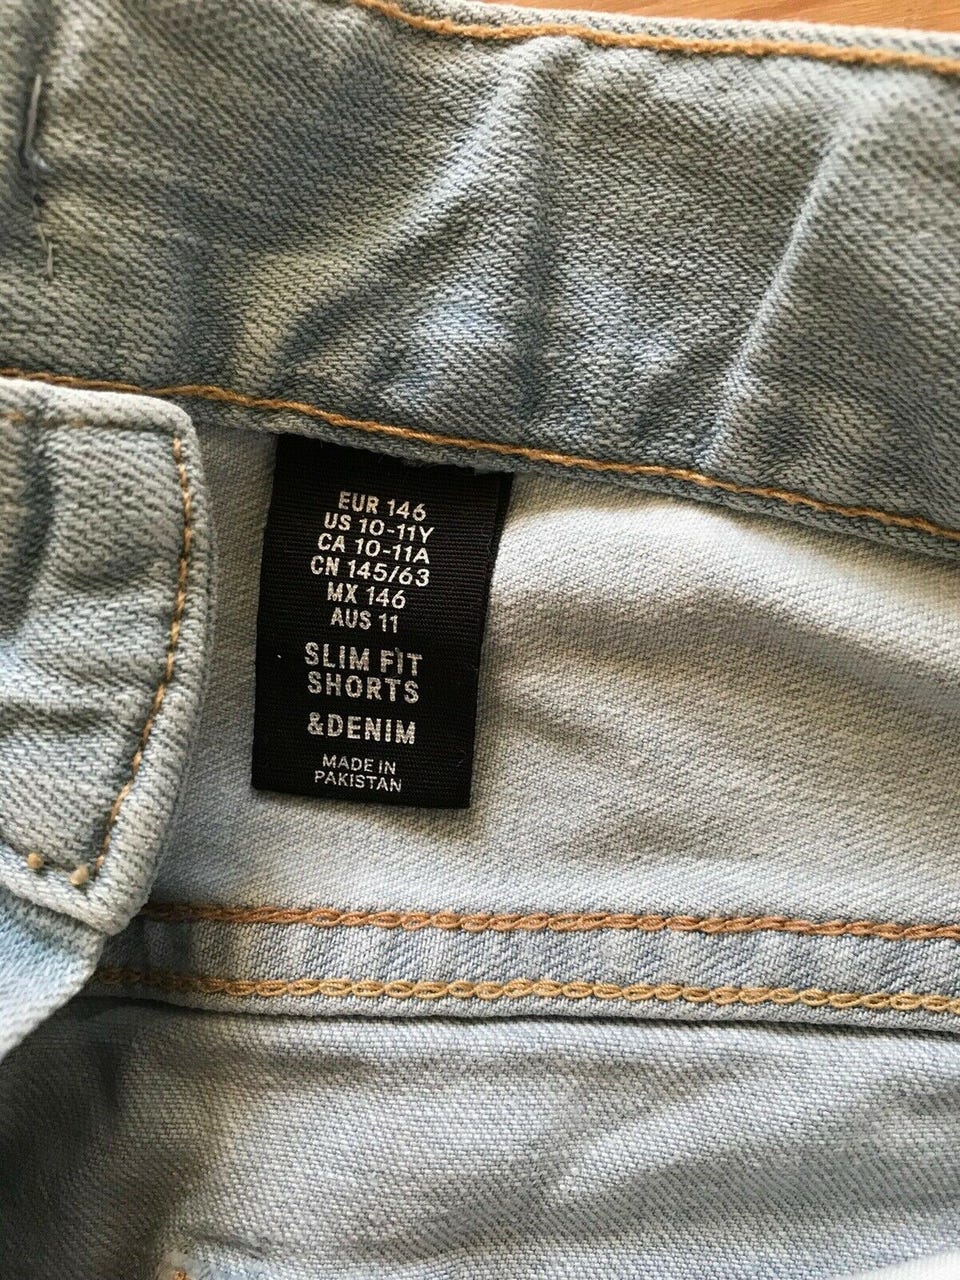 EUR 146
US 10-11Y
CA 10-11A
CN 145/63
MX 146
AUS 11
SLIM FIT
SHORTS
&DENIM
MADE IN
PAKISTAN